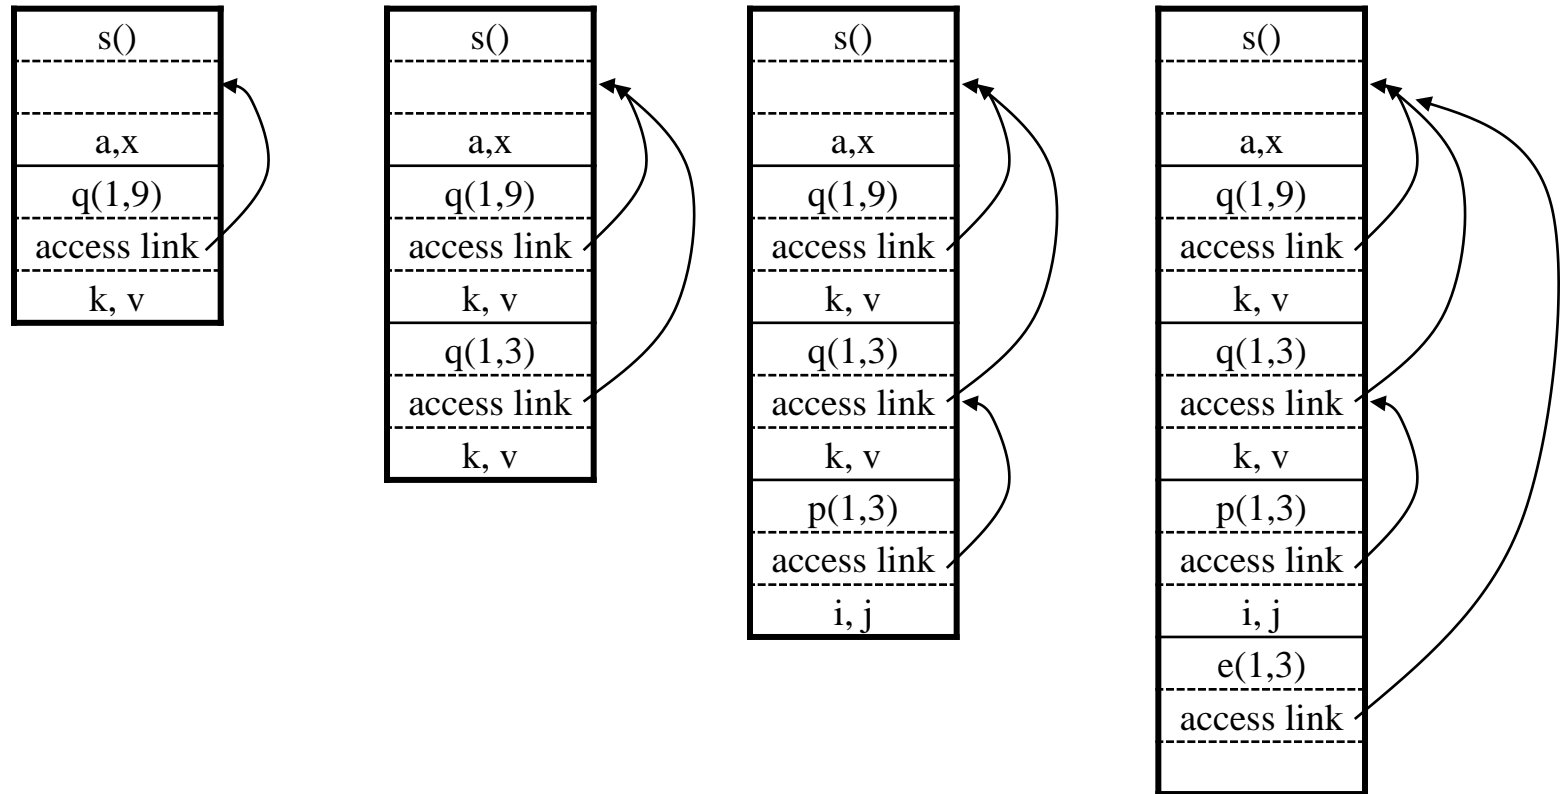 s()
a,x
q(1,9)
access link
k, v
s()
a,x
q(1,9)
access link
k, v
q(1,3)
access link
k, v
s()
a,x
q(1,9)
access link
k, v
q(1,3)
access link
k, v
p(1,3)
access link
i, j
s()
a,x
q(1,9)
access link
k, v
q(1,3)
access link
k, v
p(1,3)
access link
i, j
e(1,3)
access link